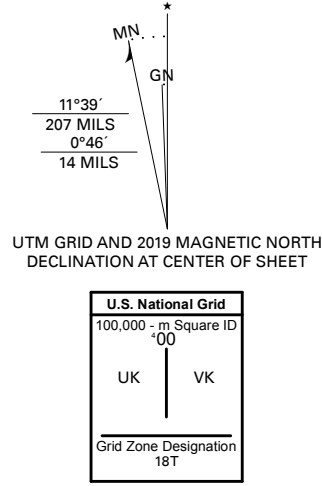 ★
MN
GN
11°39´
207 MILS
0°46´
14 MILS
UTM GRID AND 2019 MAGNETIC NORTH
DECLINATION AT CENTER OF SHEET
U.S. National Grid
100,000 - m Square ID
⁴00
UK VK
Grid Zone Designation
18T